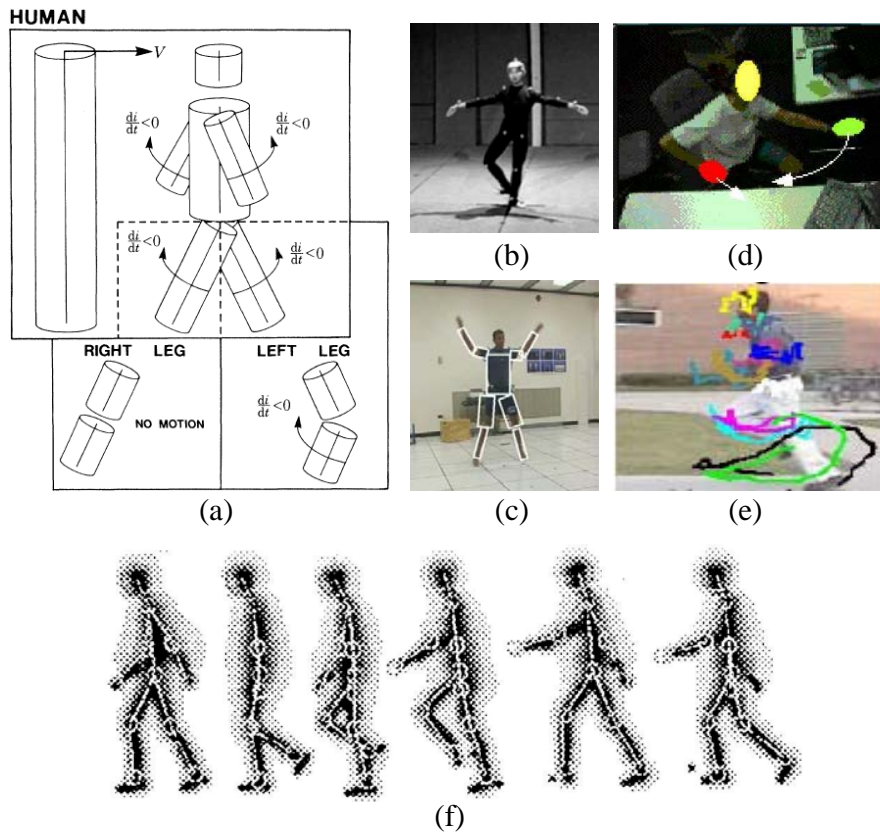 HUMAN
V
di/dt<0
di/dt<0
di/dt<0
di/dt<0
RIGHT LEG
LEFT LEG
di/dt<0
NO MOTION
(a)
(b)
(d)
(c)
(e)
(f)